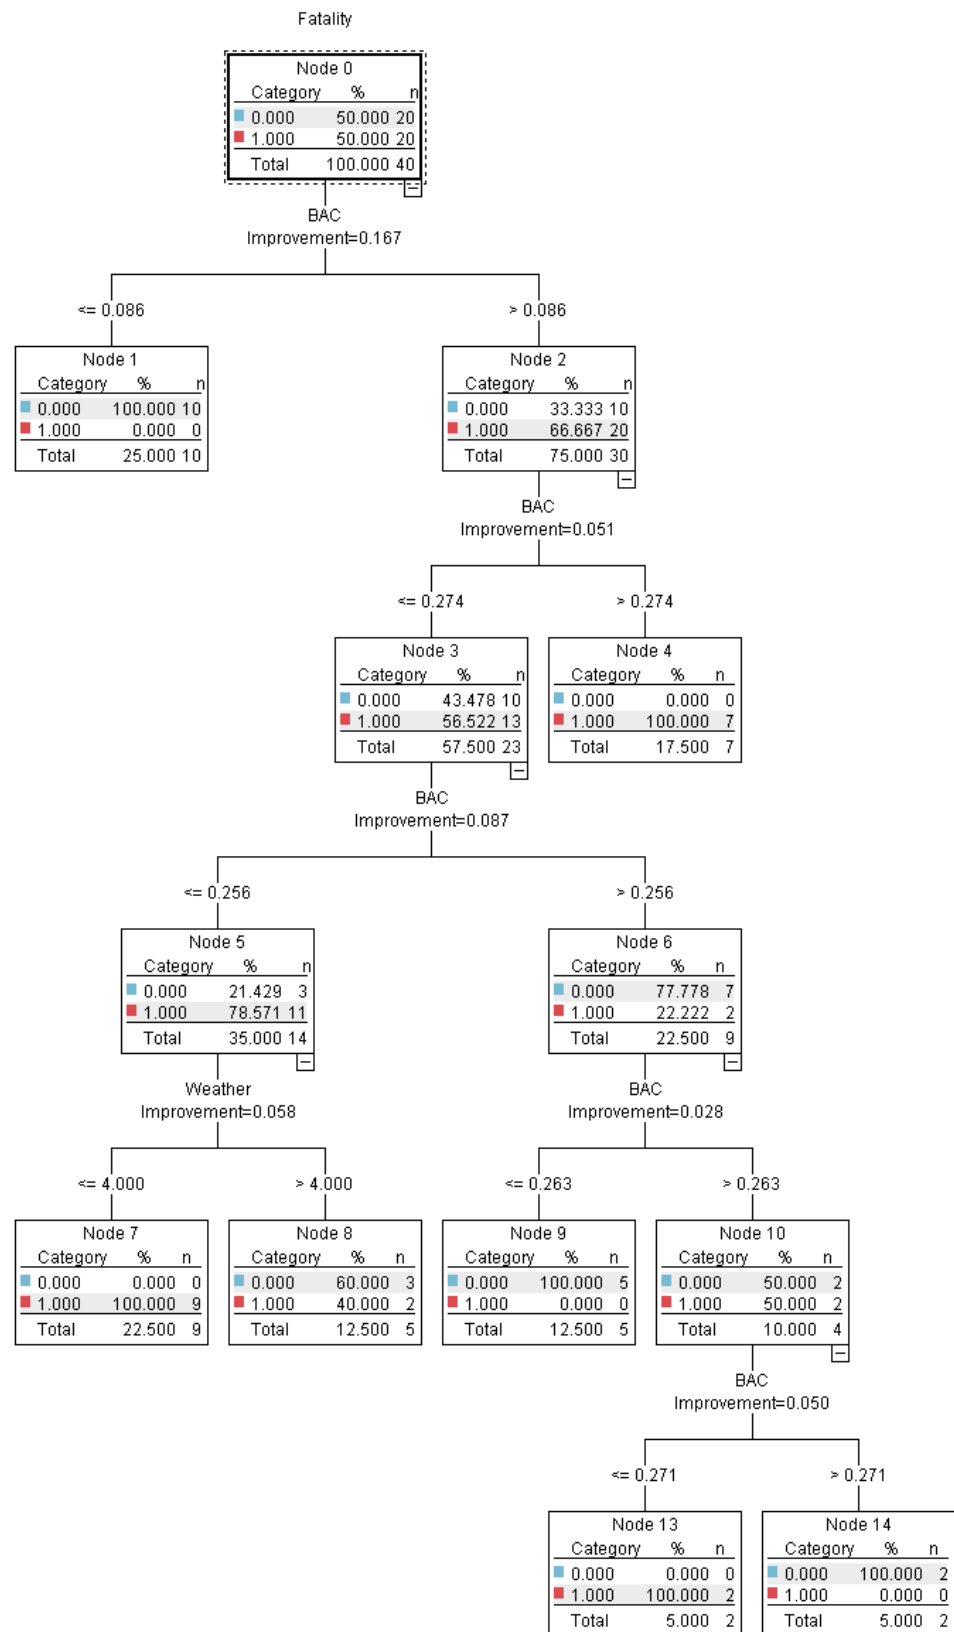 Fatality
Node 0
Category % n
0.000 50.000 20
1.000 50.000 20
Total 100.000 40
BAC
Improvement=0.167
<= 0.086
> 0.086
Node 1
Category % n
0.000 100.000 10
1.000 0.000 0
Total 25.000 10
Node 2
Category % n
0.000 33.333 10
1.000 66.667 20
Total 75.000 30
BAC
Improvement=0.051
<= 0.274
> 0.274
Node 3
Category % n
0.000 43.478 10
1.000 56.522 13
Total 57.500 23
Node 4
Category % n
0.000 0.000 0
1.000 100.000 7
Total 17.500 7
BAC
Improvement=0.087
<= 0.256
> 0.256
Node 5
Category % n
0.000 21.429 3
1.000 78.571 11
Total 35.000 14
Node 6
Category % n
0.000 77.778 7
1.000 22.222 2
Total 22.500 9
Weather
Improvement=0.058
BAC
Improvement=0.028
<= 4.000
> 4.000
<= 0.263
> 0.263
Node 7
Category % n
0.000 0.000 0
1.000 100.000 9
Total 22.500 9
Node 8
Category % n
0.000 60.000 3
1.000 40.000 2
Total 12.500 5
Node 9
Category % n
0.000 100.000 5
1.000 0.000 0
Total 12.500 5
Node 10
Category % n
0.000 50.000 2
1.000 50.000 2
Total 10.000 4
BAC
Improvement=0.050
<= 0.271
> 0.271
Node 13
Category % n
0.000 0.000 0
1.000 100.000 2
Total 5.000 2
Node 14
Category % n
0.000 100.000 2
1.000 0.000 0
Total 5.000 2